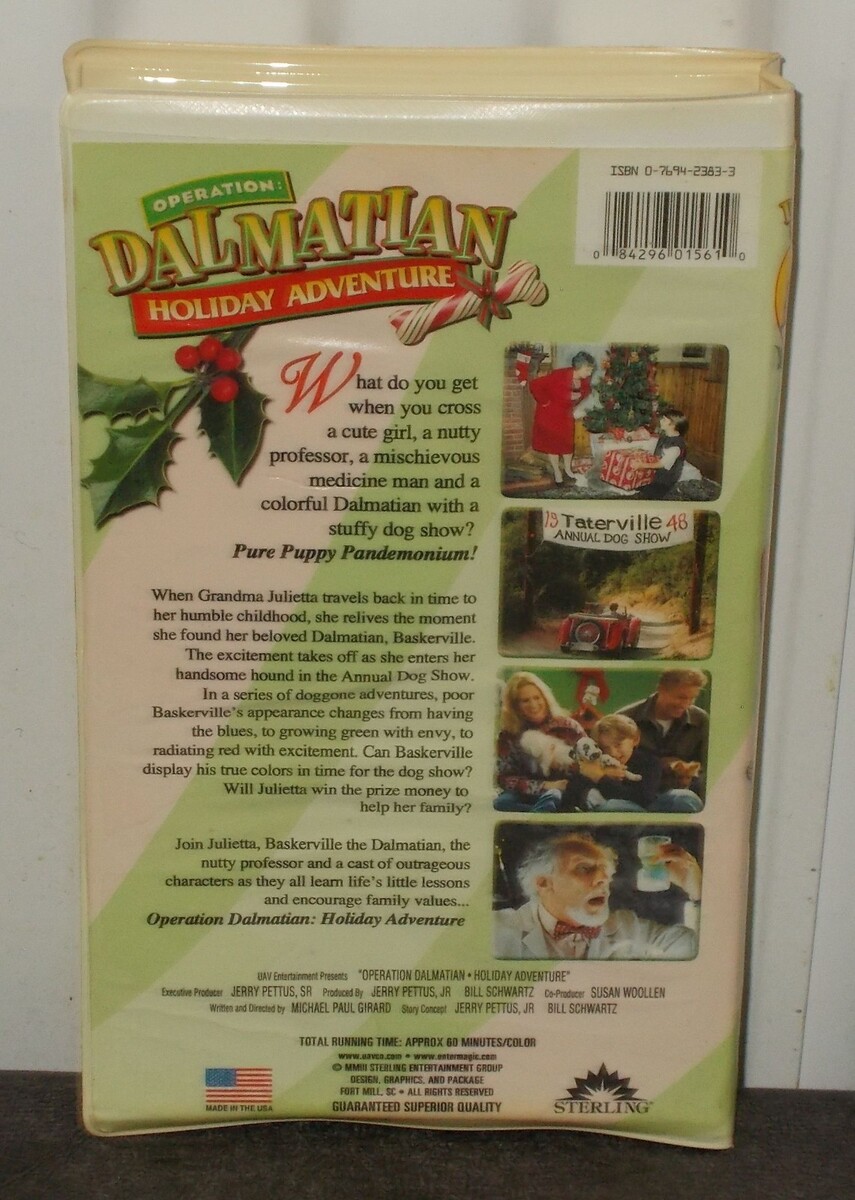 ISBN 0-7694-2383-3
0 84296 01561 0
OPERATION:
DALMATIAN
HOLIDAY ADVENTURE
What do you get
when you cross
a cute girl, a nutty
professor, a mischievous
medicine man and a
colorful Dalmatian with a
stuffy dog show?
Pure Puppy Pandemonium!
19 Taterville 48
ANNUAL DOG SHOW
When Grandma Julietta travels back in time to
her humble childhood, she relives the moment
she found her beloved Dalmatian, Baskerville.
The excitement takes off as she enters her
handsome hound in the Annual Dog Show.
In a series of doggone adventures, poor
Baskerville's appearance changes from having
the blues, to growing green with envy, to
radiating red with excitement. Can Baskerville
display his true colors in time for the dog show?
Will Julietta win the prize money to
help her family?
Join Julietta, Baskerville the Dalmatian, the
nutty professor and a cast of outrageous
characters as they all learn life's little lessons
and encourage family values...
Operation Dalmatian: Holiday Adventure
UAV Entertainment Presents "OPERATION DALMATIAN • HOLIDAY ADVENTURE"
Executive Producer JERRY PETTUS, SR Produced By JERRY PETTUS, JR BILL SCHWARTZ Co-Producer SUSAN WOOLLEN
Written and Directed by MICHAEL PAUL GIRARD Story Concept JERRY PETTUS, JR BILL SCHWARTZ
TOTAL RUNNING TIME: APPROX 60 MINUTES/COLOR
www.uavco.com • www.entermagic.com
© MMIII STERLING ENTERTAINMENT GROUP
DESIGN, GRAPHICS, AND PACKAGE
FORT MILL, SC • ALL RIGHTS RESERVED
GUARANTEED SUPERIOR QUALITY
MADE IN THE USA
STERLING